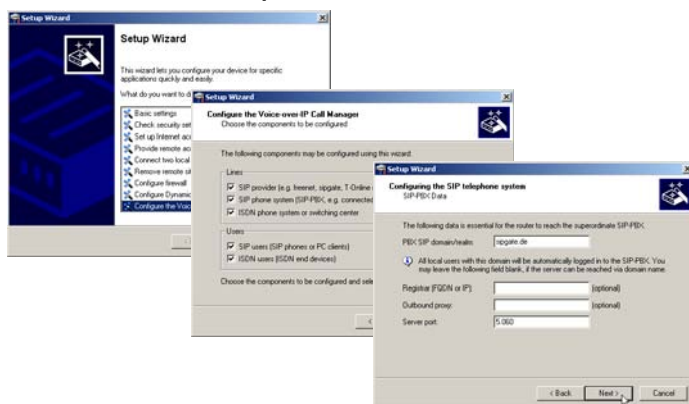 Setup Wizard
Setup Wizard
This wizard lets you configure your device for specific
applications quickly and easily.
What do you want to d
Basic settings
Check security set
Set up Internet acc
Provide remote ac
Connect two local
Remove remote sit
Configure firewall
Configure Dynamic
Configure the Voic
Setup Wizard
Configure the Voice-over-IP Call Manager
Choose the components to be configured
The following components may be configured using this wizard.
Lines
SIP provider (e.g. freenet, sipgate, T-Online
SIP phone system (SIP-PBX, e.g. connected
ISDN phone system or switching center
Users
SIP users (SIP phones or PC clients)
ISDN users (ISDN end devices)
Choose the components to be configured and sele
<
Setup Wizard
Configuring the SIP telephone system
SIP-PBX Data
The following data is essential for the router to reach the superordinate SIP-PBX.
PBX SIP domain/realm: sipgate.de
All local users with this domain will be automatically logged in to the SIP-PBX. You
may leave the following field blank, if the server can be reached via domain name.
Registrar (FQDN or IP): (optional)
Outbound proxy: (optional)
Server port: 5.060
< Back Next > Cancel